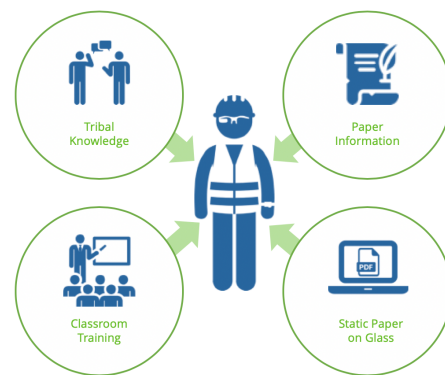 Tribal
Knowledge
Paper
Information
Classroom
Training
PDF
Static Paper
on Glass